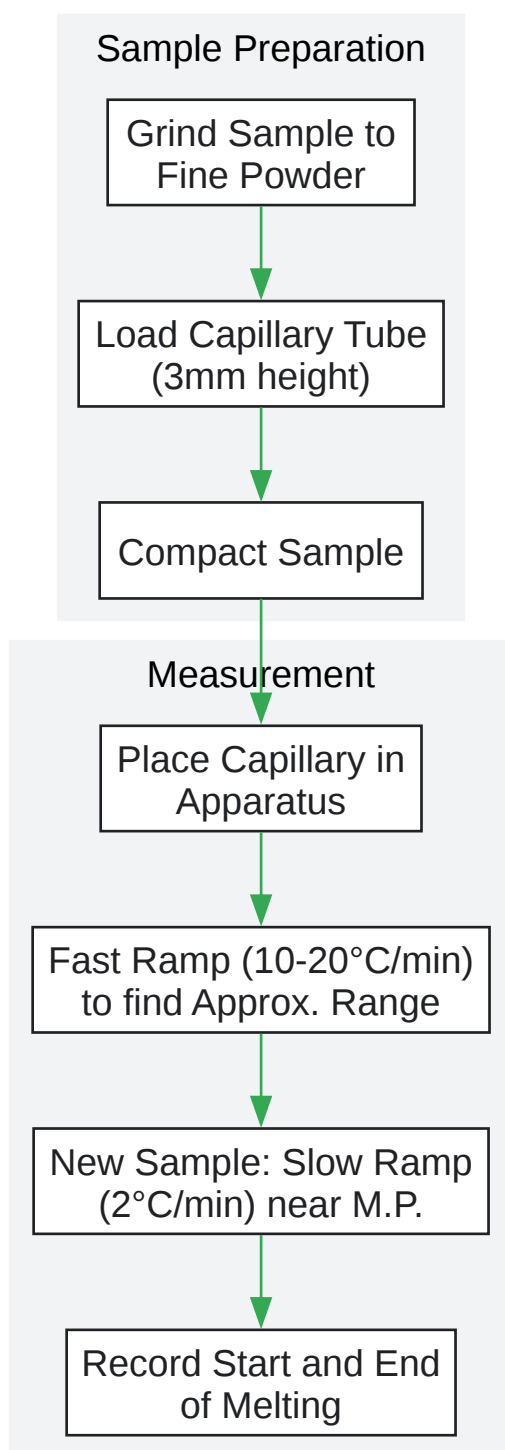 Sample Preparation
Grind Sample to
Fine Powder
Load Capillary Tube
(3mm height)
Compact Sample
Measurement
Place Capillary in
Apparatus
Fast Ramp (10-20°C/min)
to find Approx. Range
New Sample: Slow Ramp
(2°C/min) near M.P.
Record Start and End
of Melting